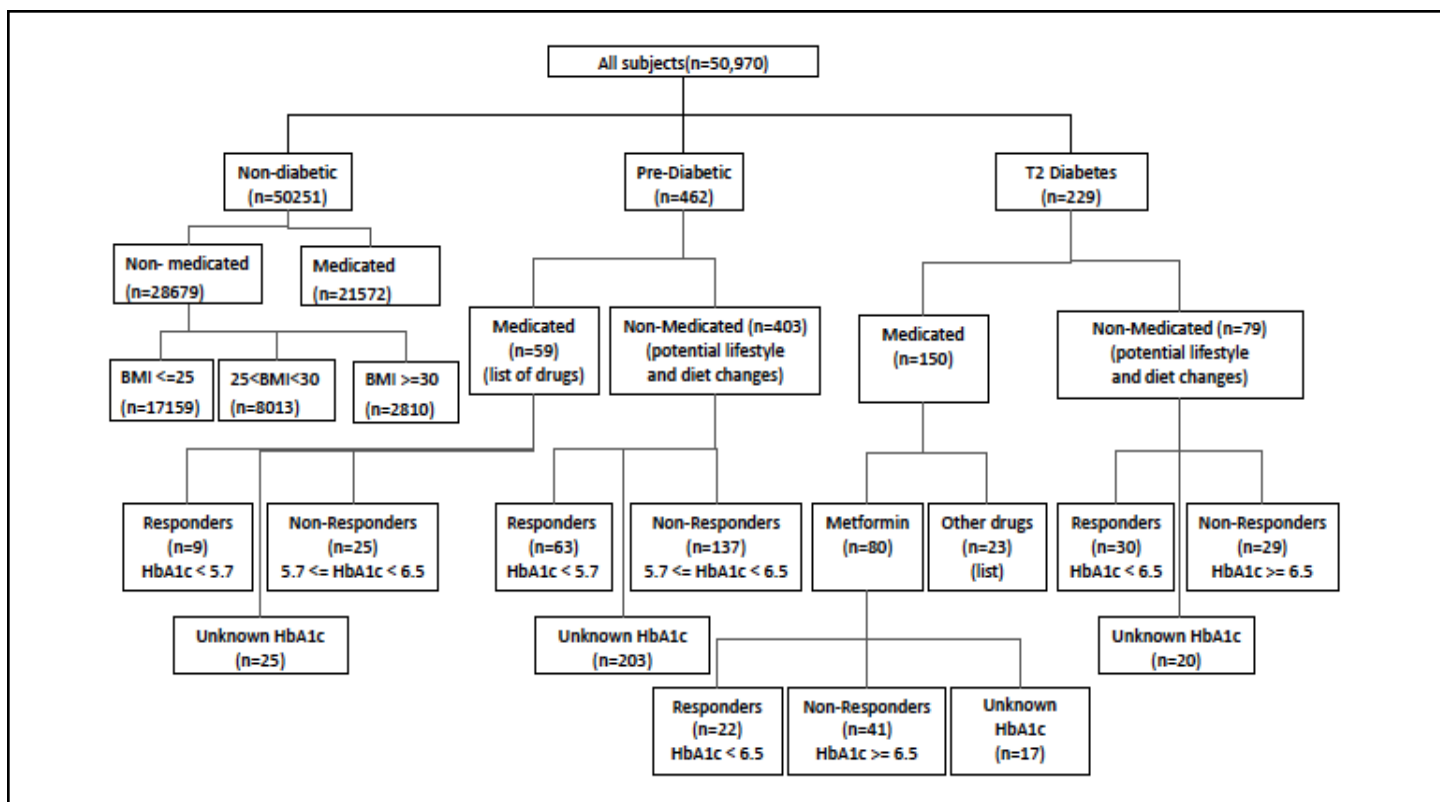 All subjects(n=50,970)
Non-diabetic
(n=50251)
Pre-Diabetic
(n=462)
T2 Diabetes
(n=229)
Non- medicated
(n=28679)
Medicated
(n=21572)
Medicated
(n=59)
(list of drugs)
Non-Medicated (n=403)
(potential lifestyle
and diet changes)
Medicated
(n=150)
Non-Medicated (n=79)
(potential lifestyle
and diet changes)
BMI <=25
(n=17159)
25<BMI<30
(n=8013)
BMI >=30
(n=2810)
Responders
(n=9)
HbA1c < 5.7
Non-Responders
(n=25)
5.7 <= HbA1c < 6.5
Responders
(n=63)
HbA1c < 5.7
Non-Responders
(n=137)
5.7 <= HbA1c < 6.5
Metformin
(n=80)
Other drugs
(n=23)
(list)
Responders
(n=30)
HbA1c < 6.5
Non-Responders
(n=29)
HbA1c >= 6.5
Unknown HbA1c
(n=25)
Unknown HbA1c
(n=203)
Unknown HbA1c
(n=20)
Responders
(n=22)
HbA1c < 6.5
Non-Responders
(n=41)
HbA1c >= 6.5
Unknown
HbA1c
(n=17)